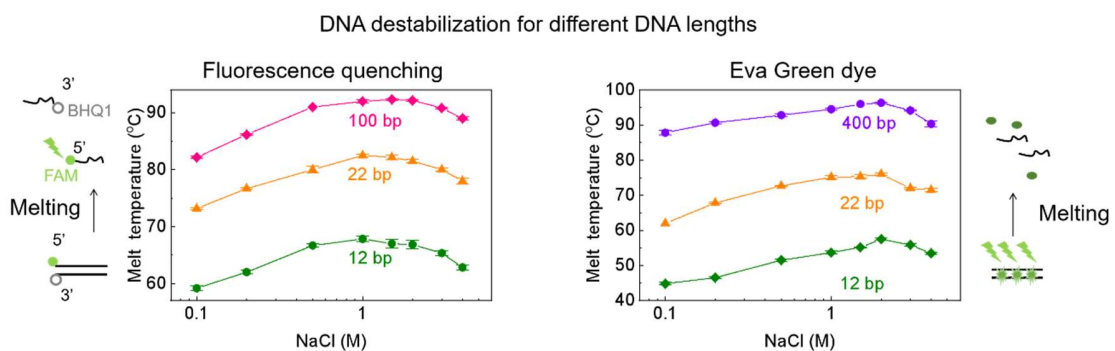 DNA destabilization for different DNA lengths
Fluorescence quenching
3'
BHQ1
5'
FAM
Melting
5'
3'
Melt temperature (°C)
90
80
70
60
100 bp
22 bp
12 bp
0.1
1
NaCl (M)
Eva Green dye
Melt temperature (°C)
100
90
80
70
60
50
40
400 bp
22 bp
12 bp
0.1
1
NaCl (M)
Melting